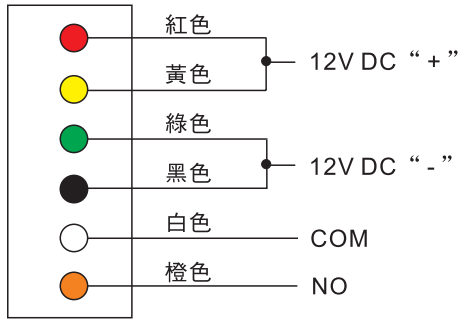 紅色
12V DC “ + ”
黃色
綠色
12V DC “ - ”
黑色
白色
COM
橙色
NO